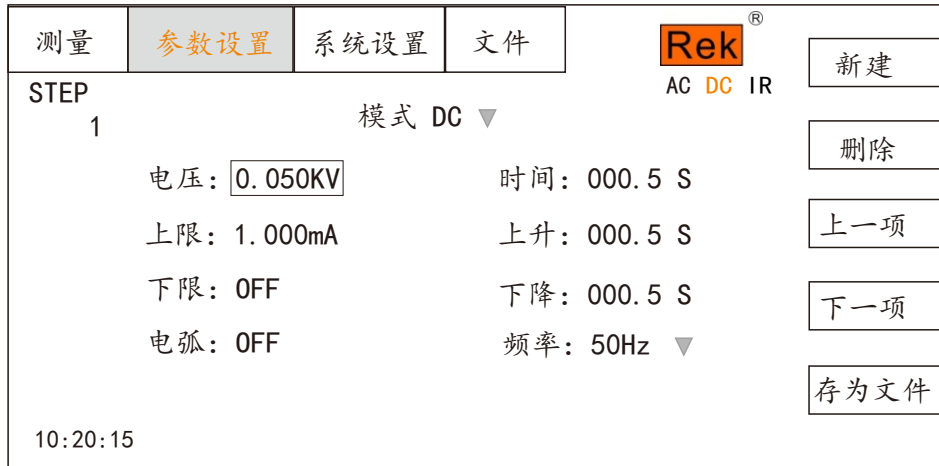 测量 参数设置 系统设置 文件 Rek ®
AC DC IR
新建
STEP
1
模式 DC ▼
删除
电压: 0.050KV 时间: 000.5 S
上限: 1.000mA 上升: 000.5 S
上一项
下限: OFF 下降: 000.5 S
下一项
电弧: OFF 频率: 50Hz ▼
存为文件
10:20:15